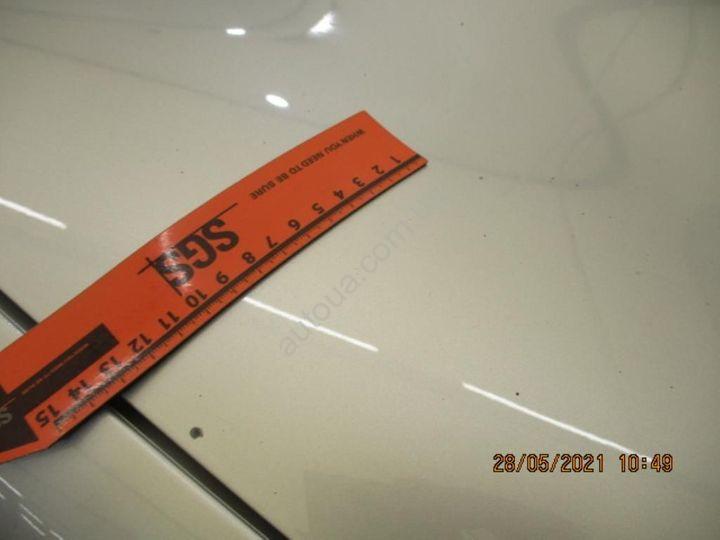 WHEN YOU NEED TO BE SURE
SGS
1 2 3 4 5 6 7 8 9 10 11 12 13 14 15
autoua.com
28/05/2021 10:49